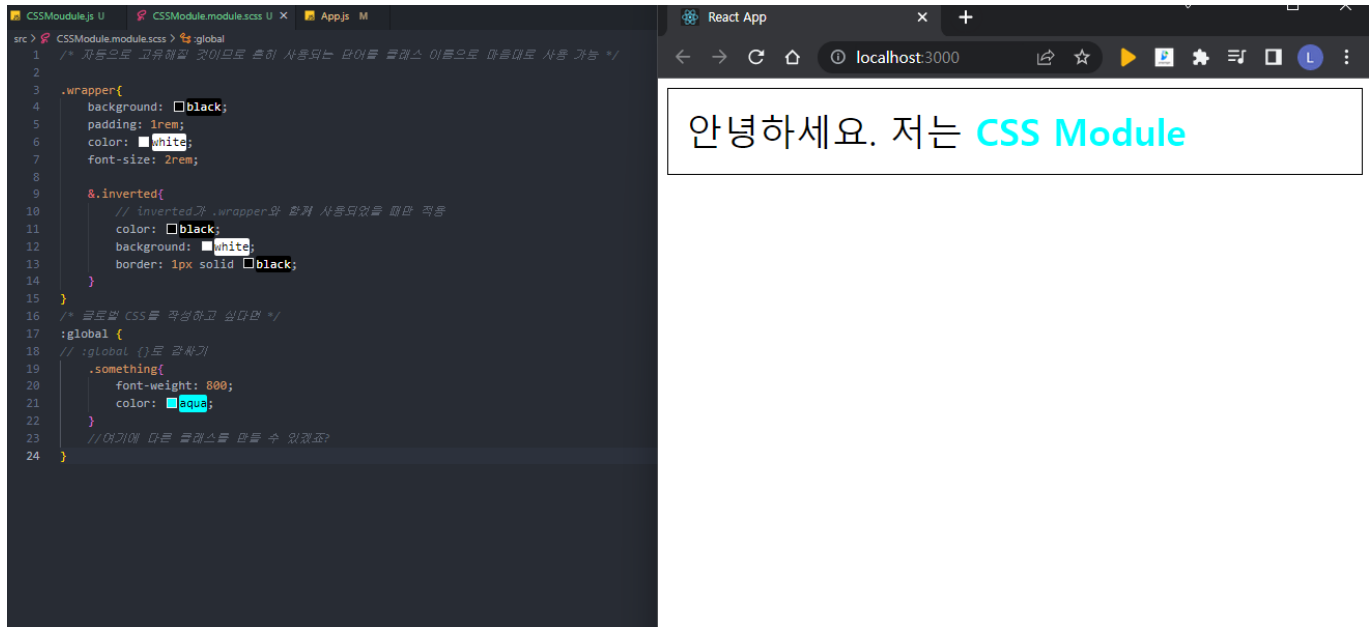 CSSMoudule.js U
CSSModule.module.scss U
App.js M
src > CSSModule.module.scss > :global
1 /* 자동으로 고유해질 것이므로 흔히 사용되는 단어를 클래스 이름으로 마음대로 사용 가능 */
2
3 .wrapper{
4 background: black;
5 padding: 1rem;
6 color: white;
7 font-size: 2rem;
8
9 &.inverted{
10 // inverted가 .wrapper와 함께 사용되었을 때만 적용
11 color: black;
12 background: white;
13 border: 1px solid black;
14 }
15 }
16 /* 글로벌 CSS를 작성하고 싶다면 */
17 :global {
18 // :global {}로 감싸기
19 .something{
20 font-weight: 800;
21 color: aqua;
22 }
23 //여기에 다른 클래스를 만들 수 있겠죠?
24 }
React App
localhost:3000
L
안녕하세요. 저는 CSS Module